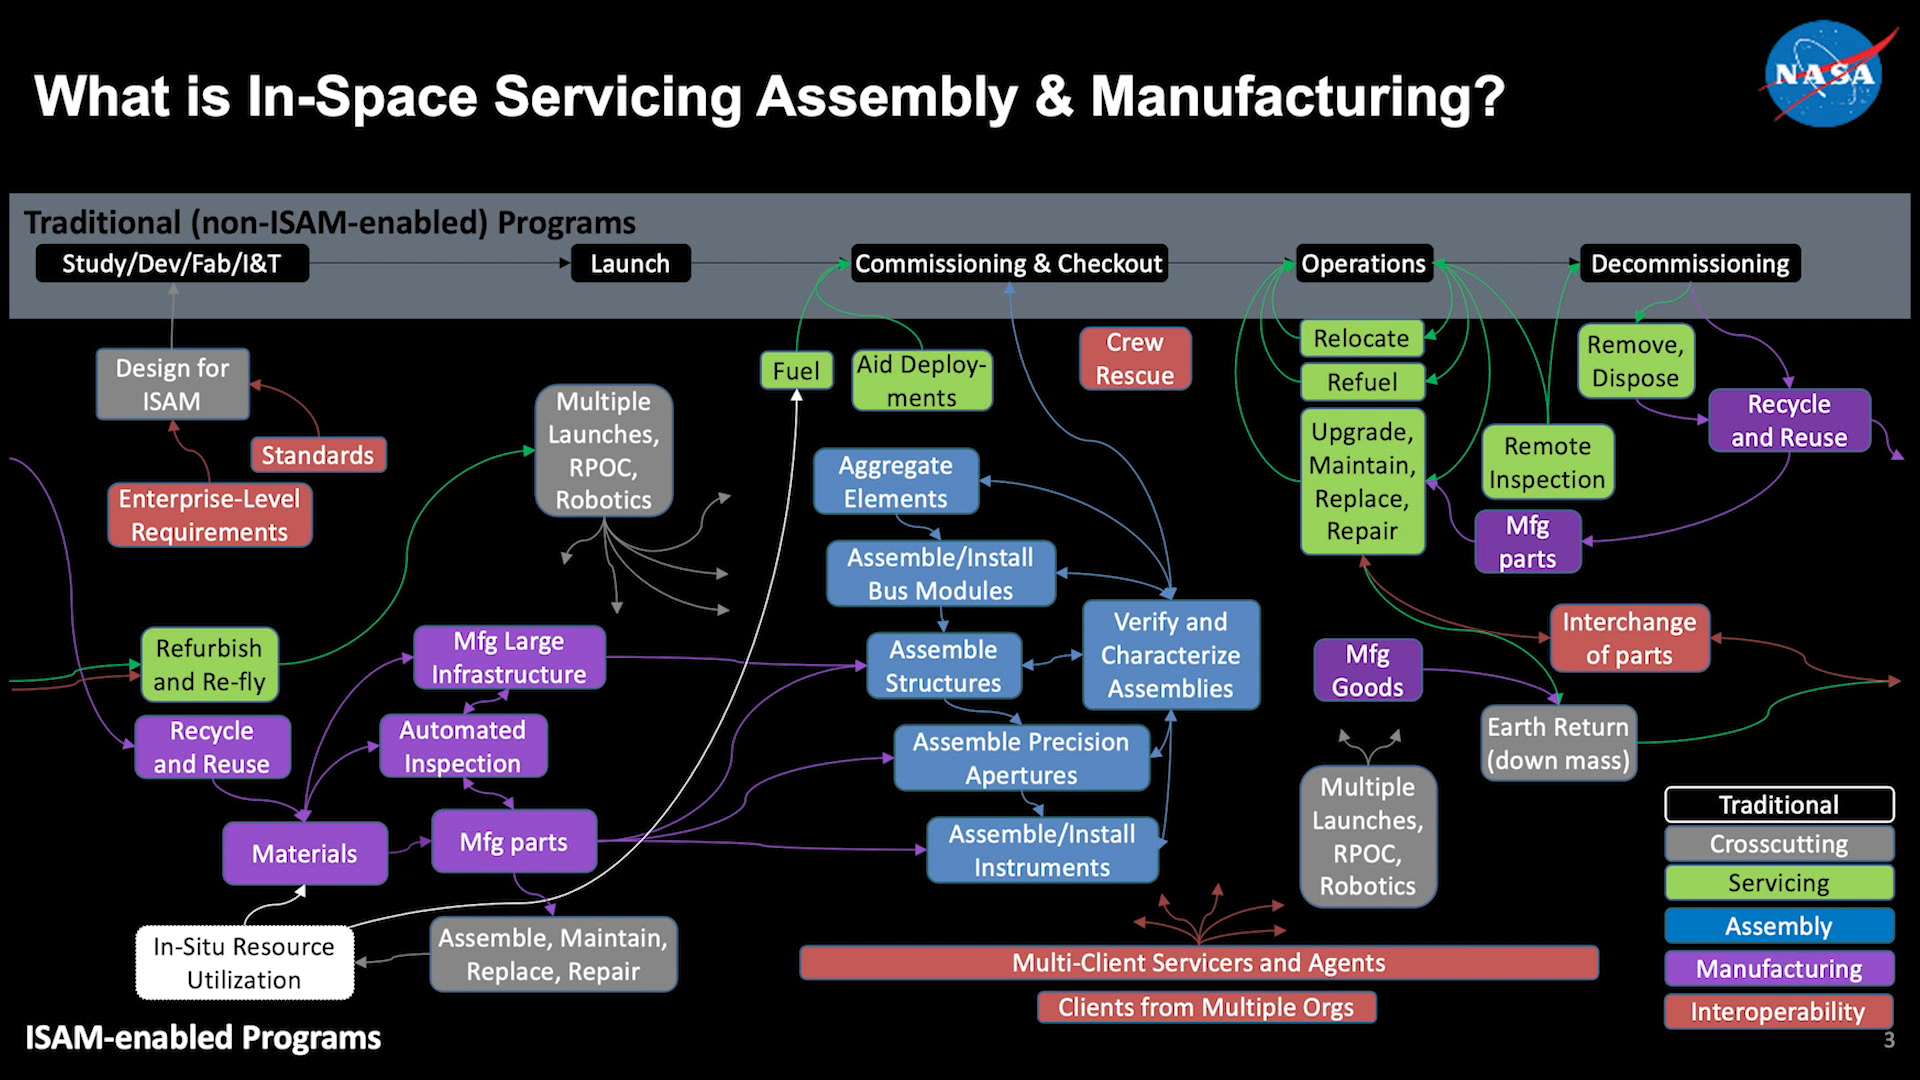 What is In-Space Servicing Assembly & Manufacturing?
NASA
Traditional (non-ISAM-enabled) Programs
Study/Dev/Fab/I&T
Launch
Commissioning & Checkout
Operations
Decommissioning
Design for
ISAM
Standards
Enterprise-Level
Requirements
Multiple
Launches,
RPOC,
Robotics
Fuel
Aid Deploy-
ments
Crew
Rescue
Relocate
Refuel
Upgrade,
Maintain,
Replace,
Repair
Remote
Inspection
Remove,
Dispose
Recycle
and Reuse
Mfg
parts
Aggregate
Elements
Assemble/Install
Bus Modules
Assemble
Structures
Verify and
Characterize
Assemblies
Assemble Precision
Apertures
Assemble/Install
Instruments
Refurbish
and Re-fly
Recycle
and Reuse
Mfg Large
Infrastructure
Automated
Inspection
Materials
Mfg parts
In-Situ Resource
Utilization
Assemble, Maintain,
Replace, Repair
Interchange
of parts
Mfg
Goods
Earth Return
(down mass)
Multiple
Launches,
RPOC,
Robotics
Multi-Client Servicers and Agents
Clients from Multiple Orgs
Traditional
Crosscutting
Servicing
Assembly
Manufacturing
Interoperability
ISAM-enabled Programs
3